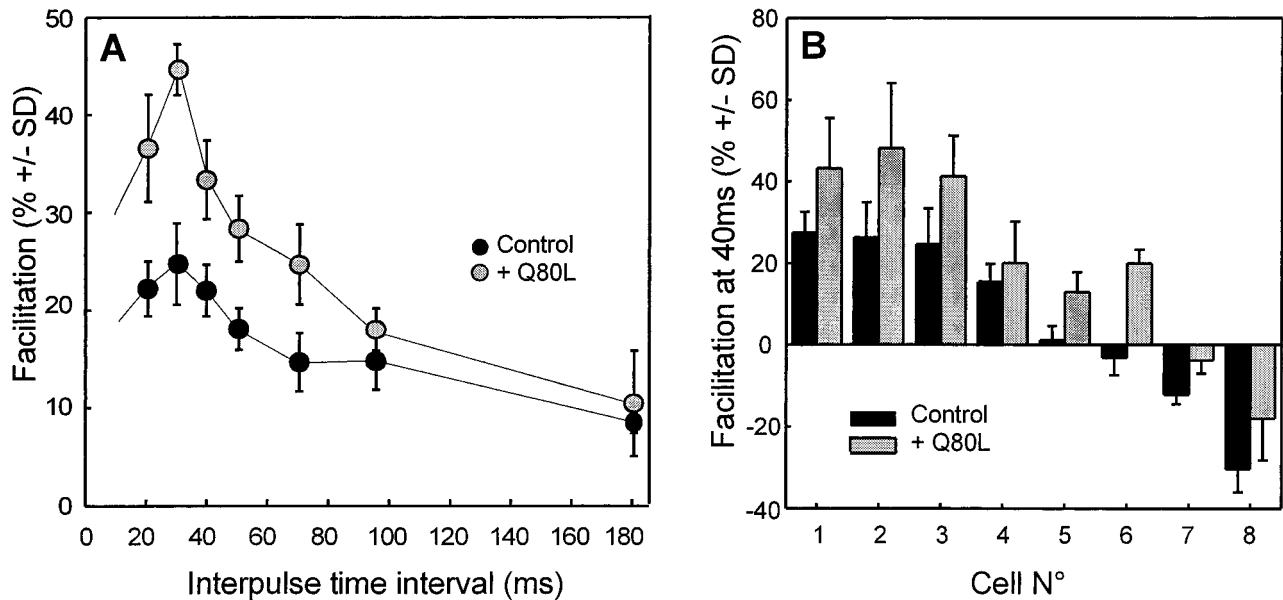 A
Facilitation (% +/- SD)
50
40
30
20
10
0
Control
+ Q80L
0 20 40 60 80 100 120 140 160 180
Interpulse time interval (ms)
B
Facilitation at 40ms (% +/- SD)
80
60
40
20
0
-20
-40
Control
+ Q80L
1 2 3 4 5 6 7 8
Cell N°